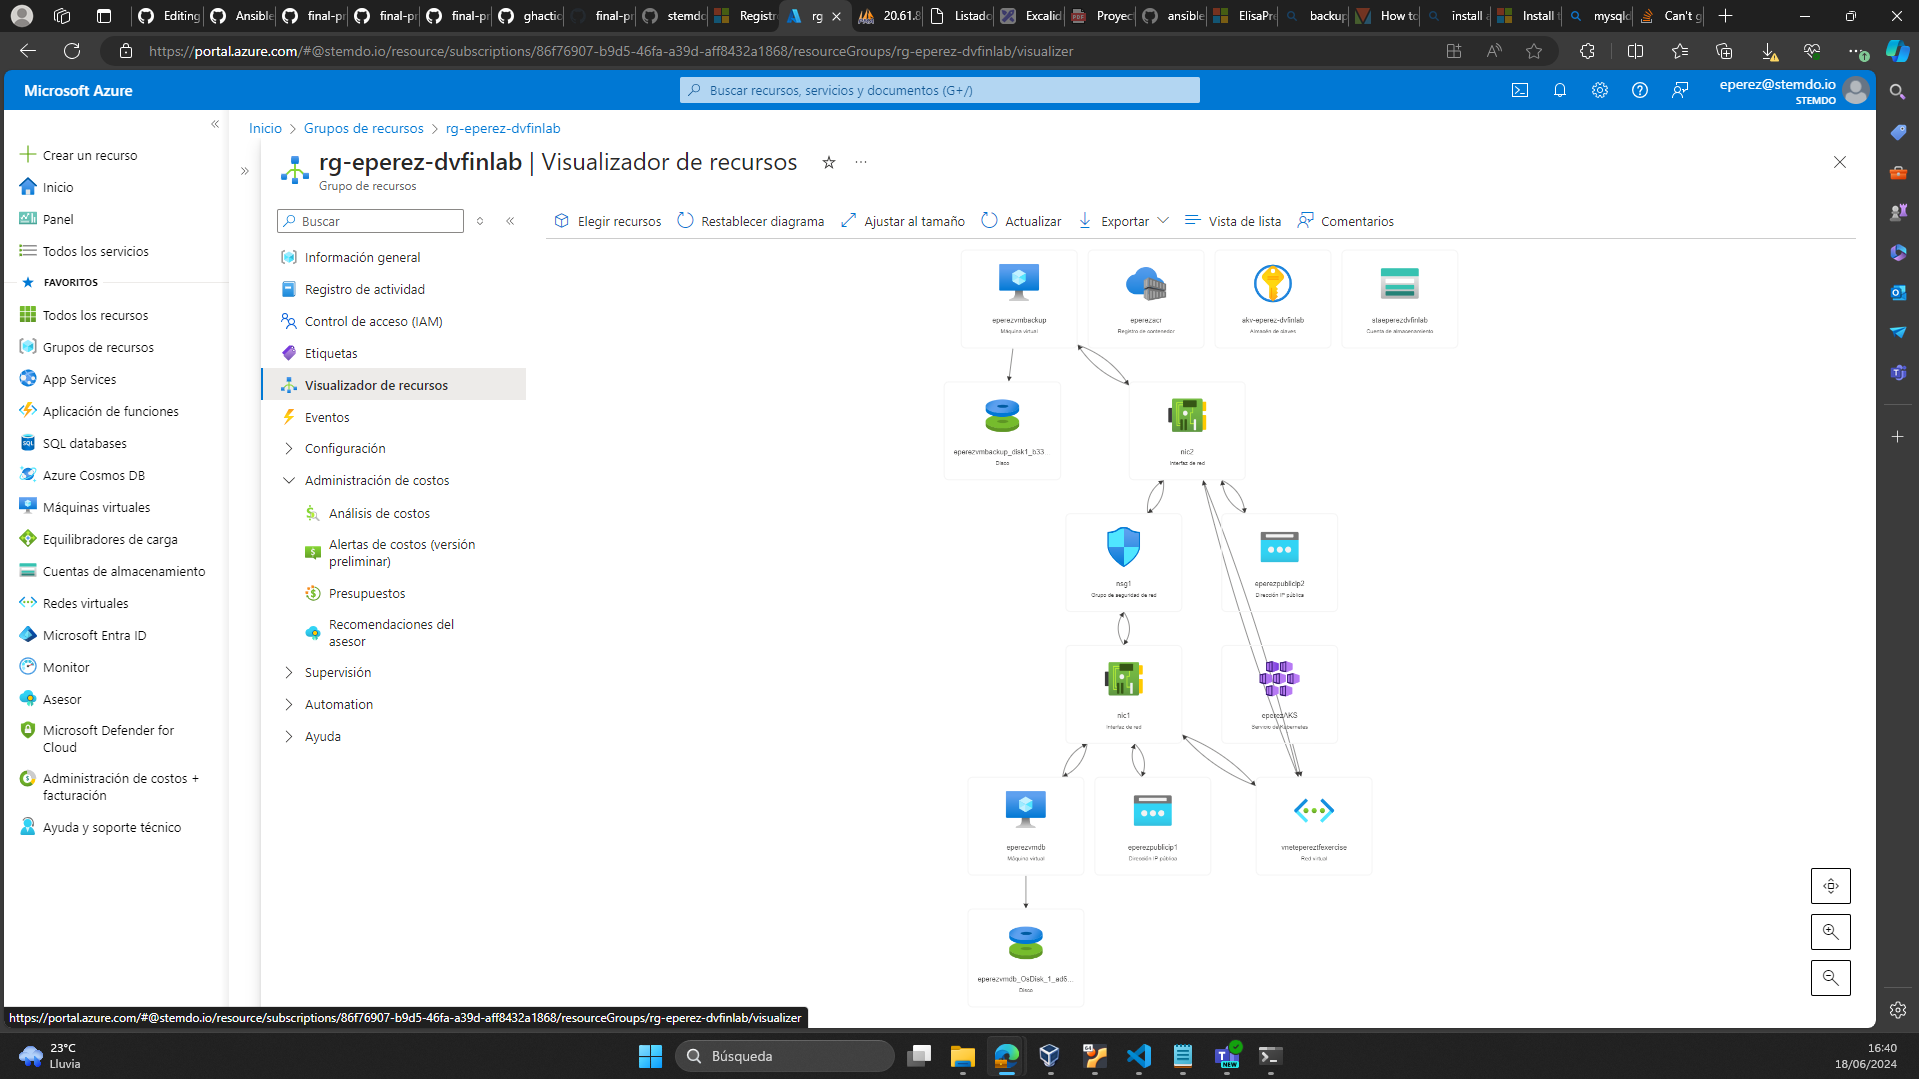 Editing
Ansible
final-pr
final-pr
final-pr
ghactic
final-pr
stemdo
Registro
rg
20.61.8
Listado
Excalid
Proyect
ansible
ElisaPre
backup
How to
install a
Install f
mysqld
Can't g
https://portal.azure.com/#@stemdo.io/resource/subscriptions/86f76907-b9d5-46fa-a39d-aff8432a1868/resourceGroups/rg-eperez-dvfinlab/visualizer
Microsoft Azure
Buscar recursos, servicios y documentos (G+/)
eperez@stemdo.io
STEMDO
Inicio > Grupos de recursos > rg-eperez-dvfinlab
rg-eperez-dvfinlab | Visualizador de recursos
Grupo de recursos
Crear un recurso
Inicio
Panel
Todos los servicios
FAVORITOS
Todos los recursos
Grupos de recursos
App Services
Aplicación de funciones
SQL databases
Azure Cosmos DB
Máquinas virtuales
Equilibradores de carga
Cuentas de almacenamiento
Redes virtuales
Microsoft Entra ID
Monitor
Asesor
Microsoft Defender for
Cloud
Administración de costos +
facturación
Ayuda y soporte técnico
Buscar
Información general
Registro de actividad
Control de acceso (IAM)
Etiquetas
Visualizador de recursos
Eventos
Configuración
Administración de costos
Análisis de costos
Alertas de costos (versión
preliminar)
Presupuestos
Recomendaciones del
asesor
Supervisión
Automation
Ayuda
Elegir recursos
Restablecer diagrama
Ajustar al tamaño
Actualizar
Exportar
Vista de lista
Comentarios
eperezvmbackup
Máquina virtual
eperezacr
Registro de contenedor
akv-eperez-dvfinlab
Almacén de claves
staeperezdvfinlab
Cuenta de almacenamiento
eperezvmbackup_disk1_b33...
Disco
nic2
Interfaz de red
nsg1
Grupo de seguridad de red
eperezpublicip2
Dirección IP pública
nic1
Interfaz de red
eperezAKS
Servicio de Kubernetes
eperezvmdb
Máquina virtual
eperezpublicip1
Dirección IP pública
vnetepereztfexercise
Red virtual
eperezvmdb_OsDisk_1_ad6...
Disco
https://portal.azure.com/#@stemdo.io/resource/subscriptions/86f76907-b9d5-46fa-a39d-aff8432a1868/resourceGroups/rg-eperez-dvfinlab/visualizer
23°C
Lluvia
Búsqueda
NEW
16:40
18/06/2024